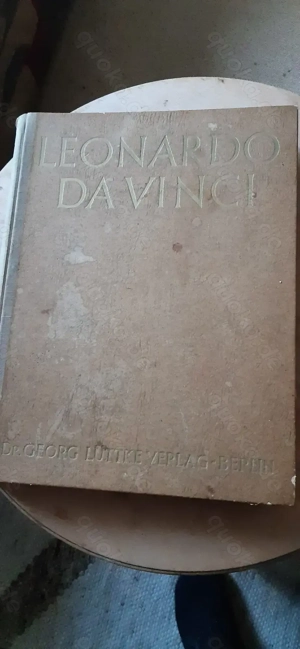 LEONARDO
DA VINCI
DR. GEORG LÜTTKE VERLAG · BERLIN